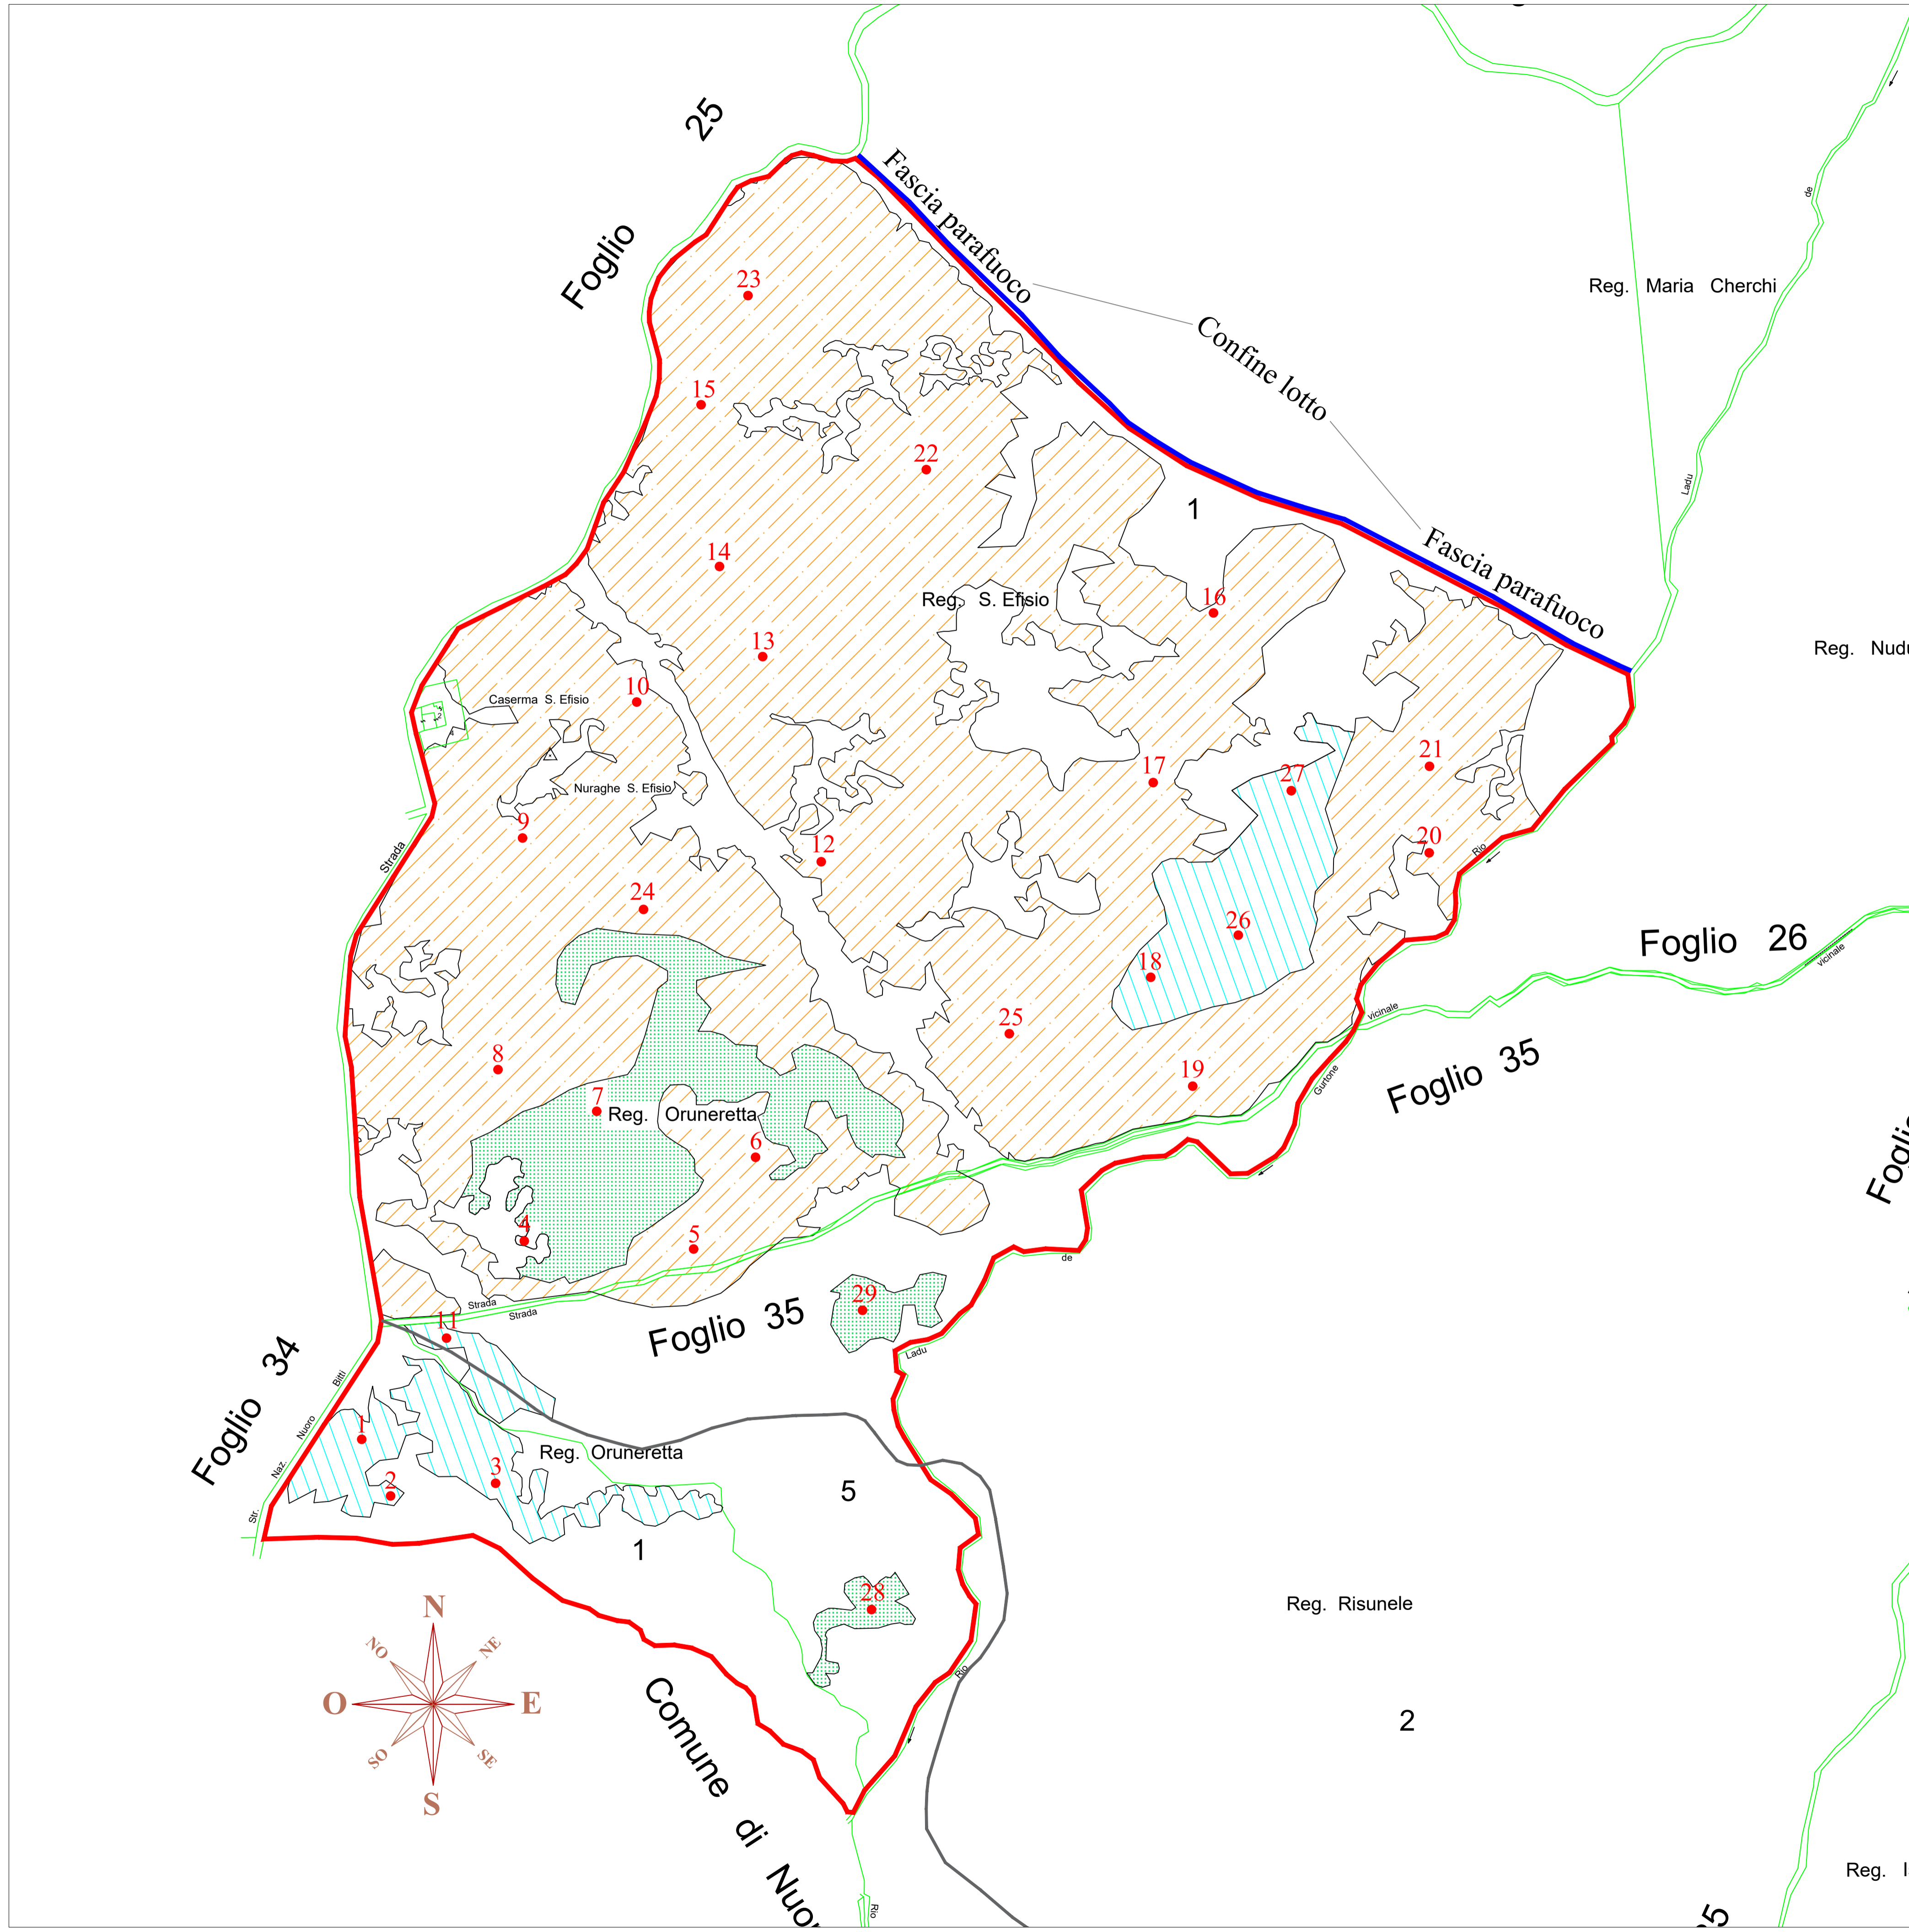 25
Foglio
Fascia parafuoco
Confine lotto
Fascia parafuoco
Reg. Maria Cherchi
de
Ladu
23
15
22
1
14
Reg. S. Efisio
16
13
10
Caserma S. Efisio
2
4
Nuraghe S. Efisio
9
17
27
21
12
20
Rio
Strada
24
26
18
Foglio 26
vicinale
25
vicinale
8
19
Gurtone
Foglio 35
7
Reg. Oruneretta
6
4
5
de
29
Strada
Strada
11
Foglio 35
Ladu
Foglio 34
Bitti
Nuoro
Naz.
Str.
1
2
3
Reg. Oruneretta
5
1
28
Reg. Risunele
2
Rio
N
NO
NE
O
E
SO
SE
S
Comune di
Rio
Reg.